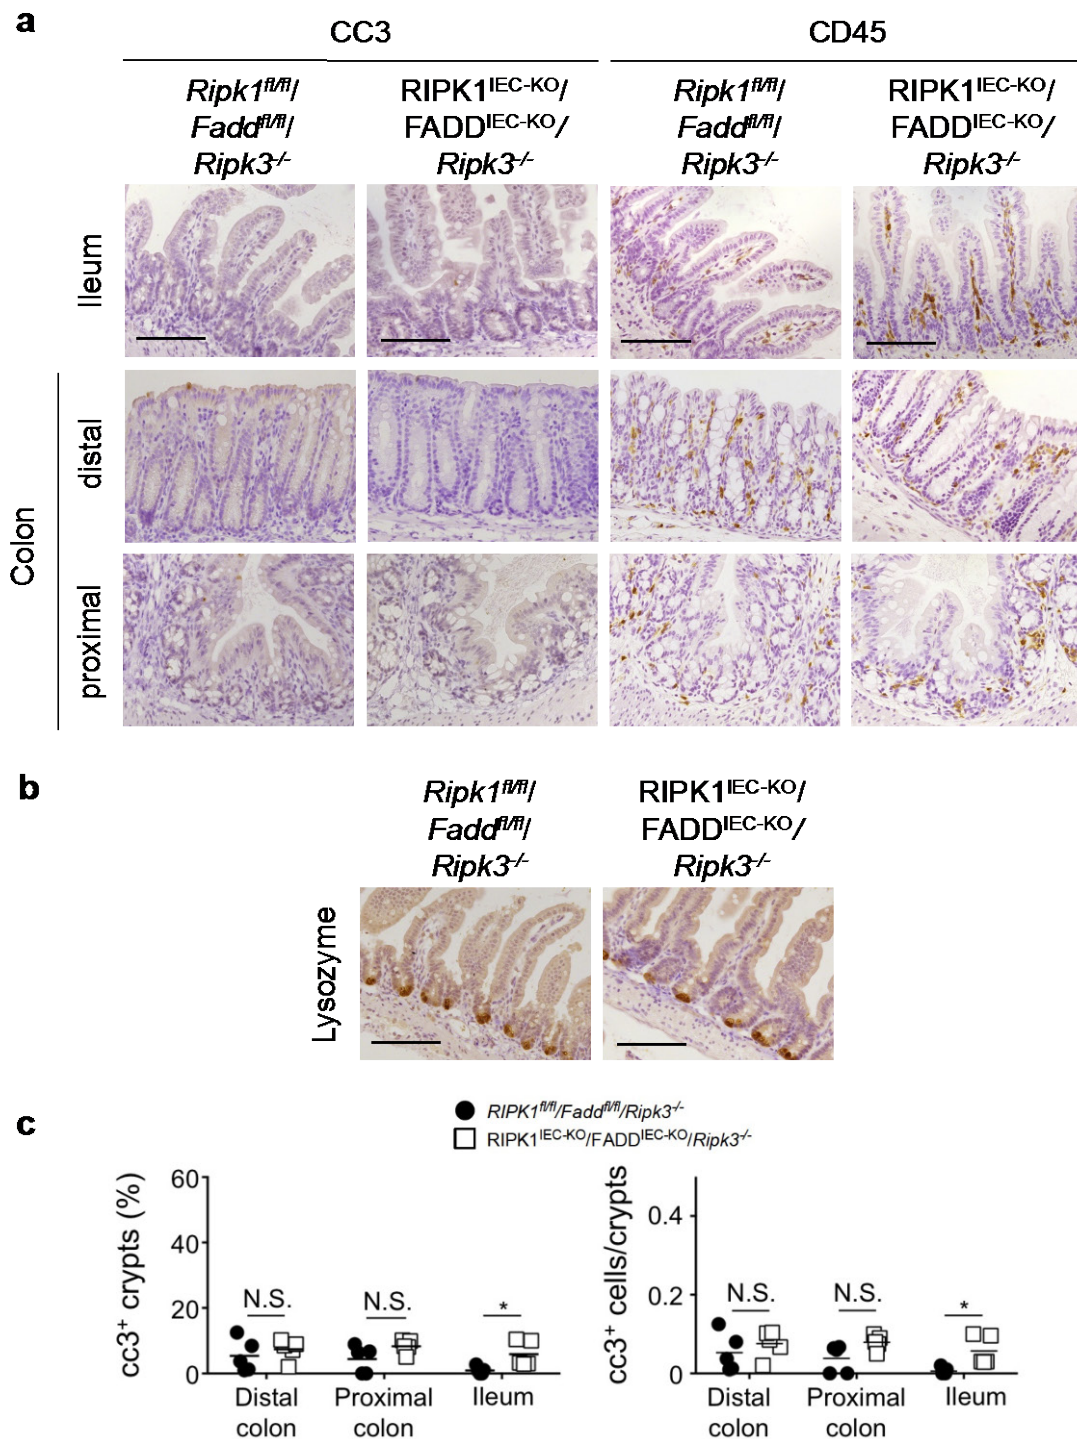 a
CC3 CD45
Ripk1fl/fl/ RIPK1IEC-KO/ Ripk1fl/fl/ RIPK1IEC-KO/
Faddfl/fl/ FADDIEC-KO/ Faddfl/fl/ FADDIEC-KO/
Ripk3-/- Ripk3-/- Ripk3-/- Ripk3-/-
Ileum
Colon
distal
proximal
b
Ripk1fl/fl/ RIPK1IEC-KO/
Faddfl/fl/ FADDIEC-KO/
Ripk3-/- Ripk3-/-
Lysozyme
c
RIPK1fl/fl/Faddfl/fl/Ripk3-/-
RIPK1IEC-KO/FADDIEC-KO/Ripk3-/-
cc3+ crypts (%)
60
40
20
0
N.S. N.S. *
Distal Proximal Ileum
colon colon
cc3+ cells/crypts
0.4
0.2
0
N.S. N.S. *
Distal Proximal Ileum
colon colon